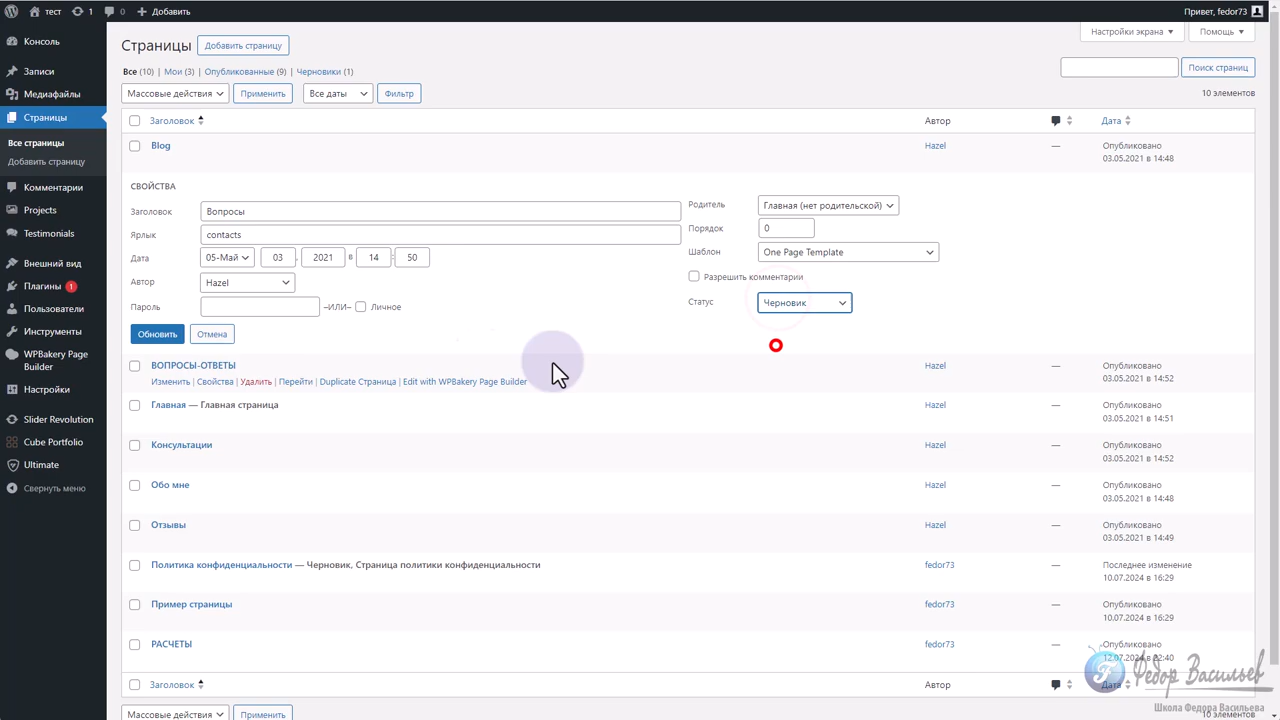 тест 1 0 + Добавить Привет, fedor73
Консоль
Записи
Медиафайлы
Страницы
Все страницы
Добавить страницу
Комментарии
Projects
Testimonials
Внешний вид
Плагины 1
Пользователи
Инструменты
WPBakery Page
Builder
Настройки
Slider Revolution
Cube Portfolio
Ultimate
Свернуть меню
Настройки экрана ▼ Помощь ▼
Страницы Добавить страницу
Все (10) | Мои (3) | Опубликованные (9) | Черновики (1)
Поиск страниц
Массовые действия Применить Все даты Фильтр
10 элементов
Заголовок Автор Дата
Blog Hazel — Опубликовано
03.05.2021 в 14:48
СВОЙСТВА
Заголовок Вопросы
Ярлык contacts
Дата 05-Май 03 . 2021 в 14 : 50
Автор Hazel
Пароль –ИЛИ– Личное
Родитель Главная (нет родительской)
Порядок 0
Шаблон One Page Template
Разрешить комментарии
Статус Черновик
Обновить Отмена
ВОПРОСЫ-ОТВЕТЫ Hazel — Опубликовано
Изменить | Свойства | Удалить | Перейти | Duplicate Страница | Edit with WPBakery Page Builder 03.05.2021 в 14:52
Главная — Главная страница Hazel — Опубликовано
03.05.2021 в 14:51
Консультации Hazel — Опубликовано
03.05.2021 в 14:52
Обо мне Hazel — Опубликовано
03.05.2021 в 14:48
Отзывы Hazel — Опубликовано
03.05.2021 в 14:49
Политика конфиденциальности — Черновик, Страница политики конфиденциальности fedor73 — Последнее изменение
10.07.2024 в 16:29
Пример страницы fedor73 — Опубликовано
10.07.2024 в 16:29
РАСЧЕТЫ fedor73 — Опубликовано
12.07.2024 в 22:40
Заголовок Автор Дата
Федор Васильев
Школа Федора Васильева
Массовые действия Применить 10 элементов